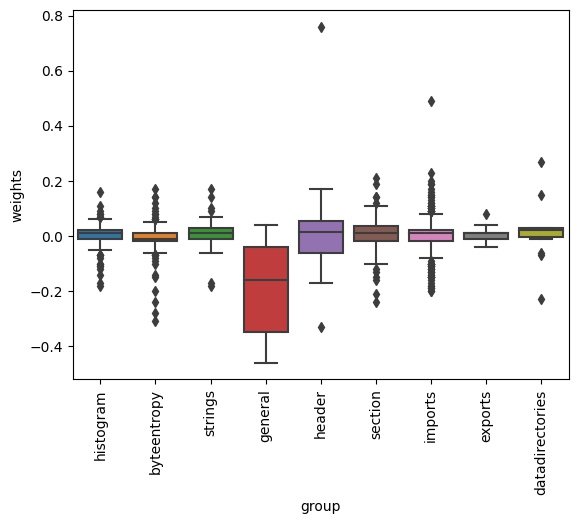 weights
0.8
0.6
0.4
0.2
0.0
−0.2
−0.4
histogram
byteentropy
strings
general
header
section
imports
exports
datadirectories
group